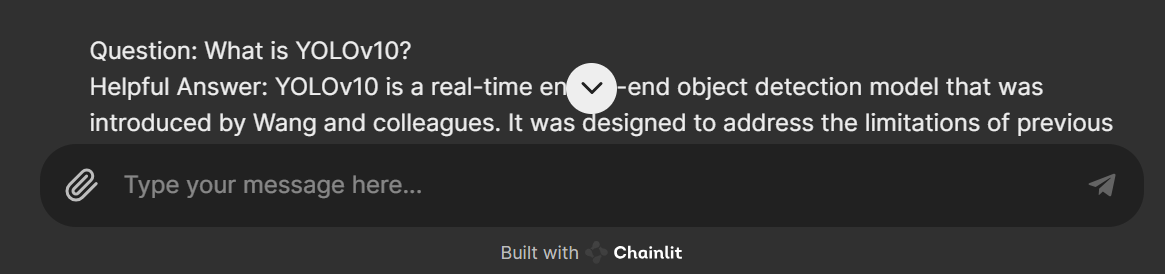 Question: What is YOLOv10?
Helpful Answer: YOLOv10 is a real-time en -end object detection model that was
introduced by Wang and colleagues. It was designed to address the limitations of previous
Type your message here...
Built with Chainlit